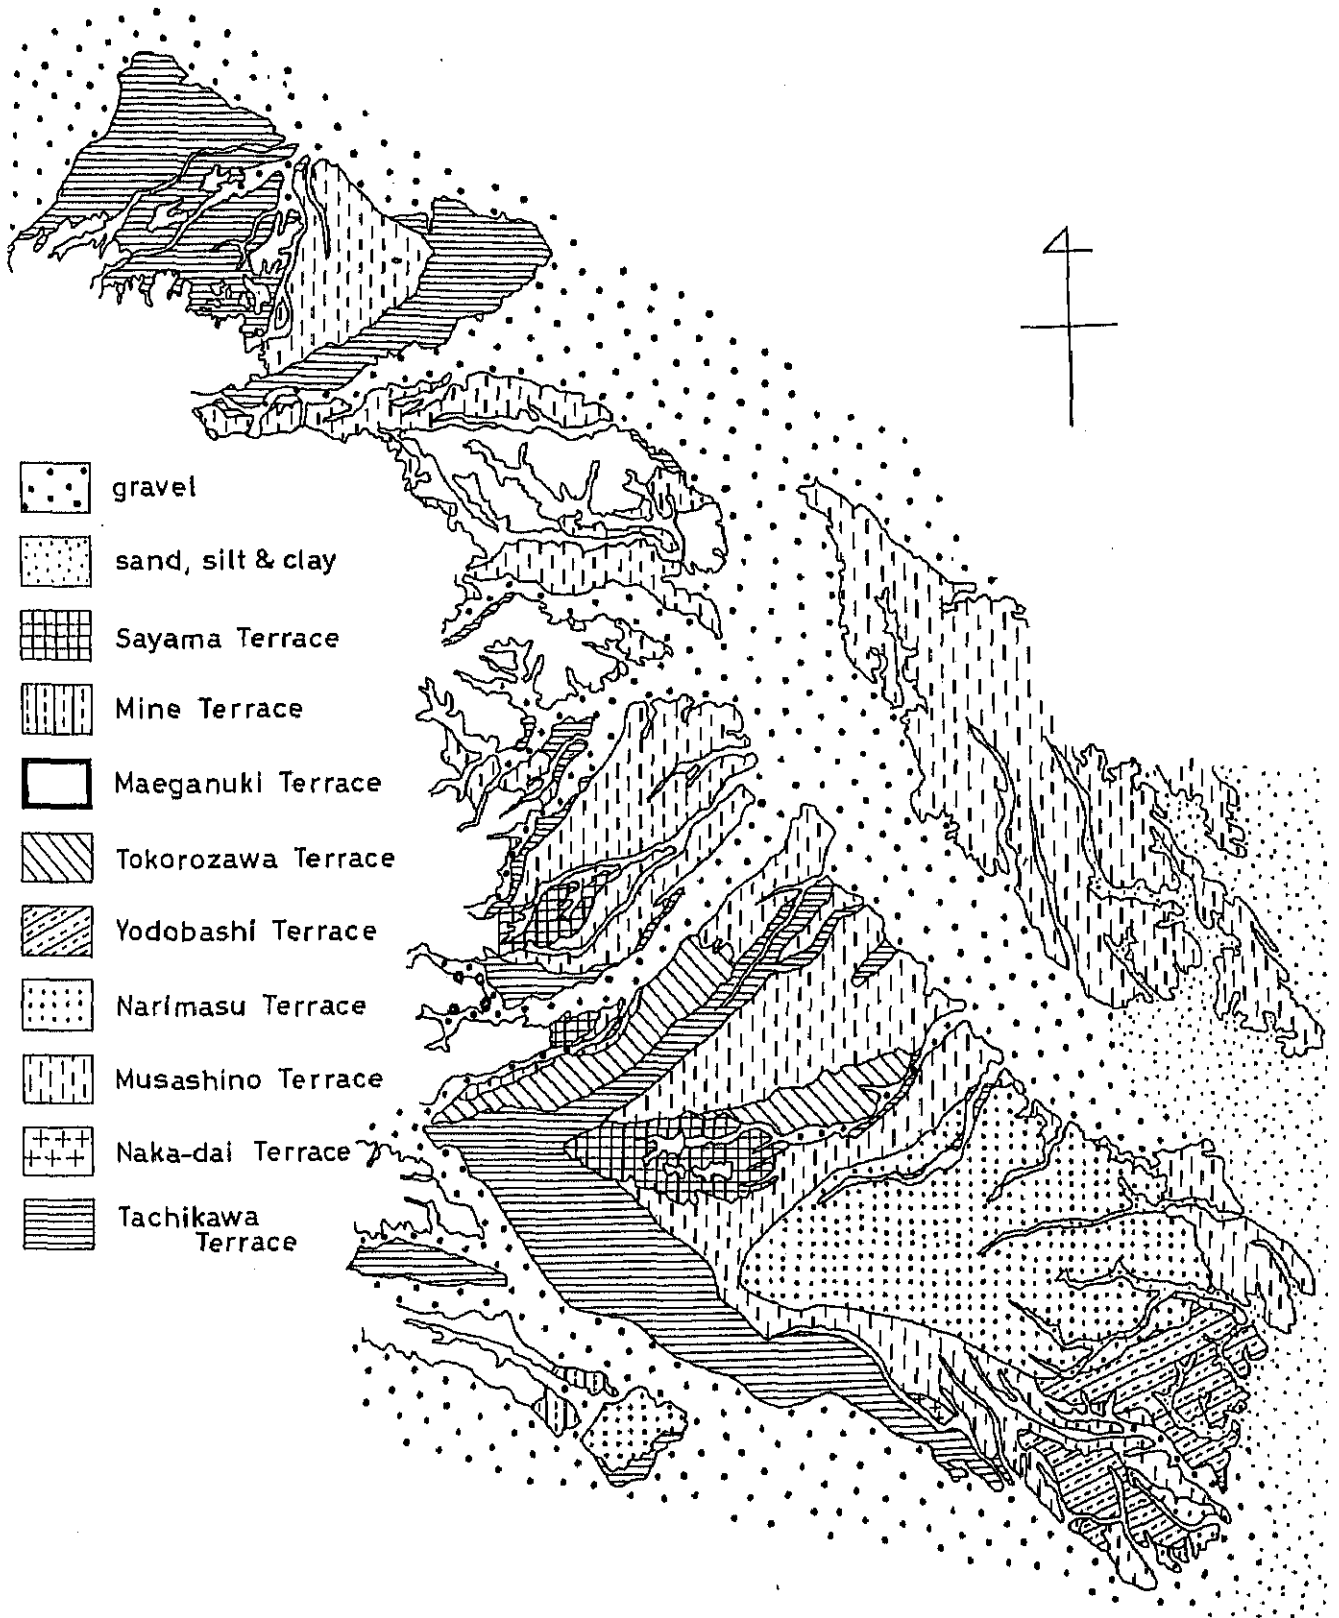 gravel
sand, silt & clay
Sayama Terrace
Mine Terrace
Maeganuki Terrace
Tokorozawa Terrace
Yodobashi Terrace
Narimasu Terrace
Musashino Terrace
Naka-dai Terrace
Tachikawa
Terrace